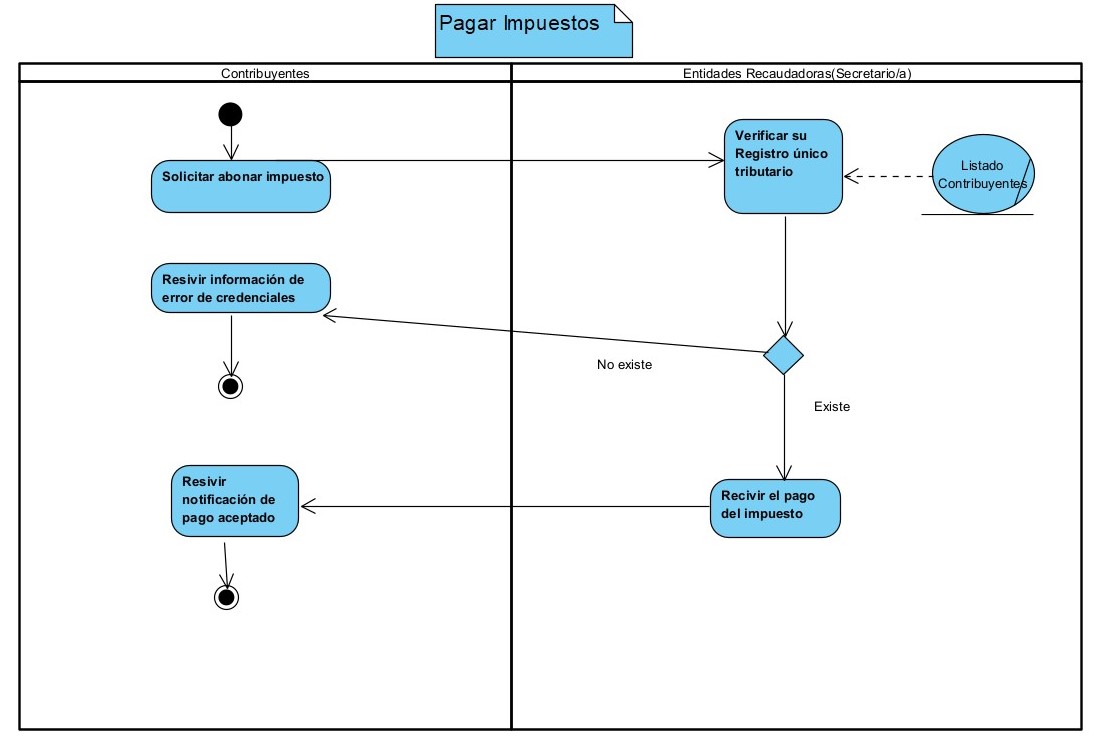 Pagar Impuestos
Contribuyentes
Entidades Recaudadoras(Secretario/a)
Solicitar abonar impuesto
Verificar su
Registro único
tributario
Listado
Contribuyentes
Resivir información de
error de credenciales
No existe
Existe
Resivir
notificación de
pago aceptado
Recivir el pago
del impuesto